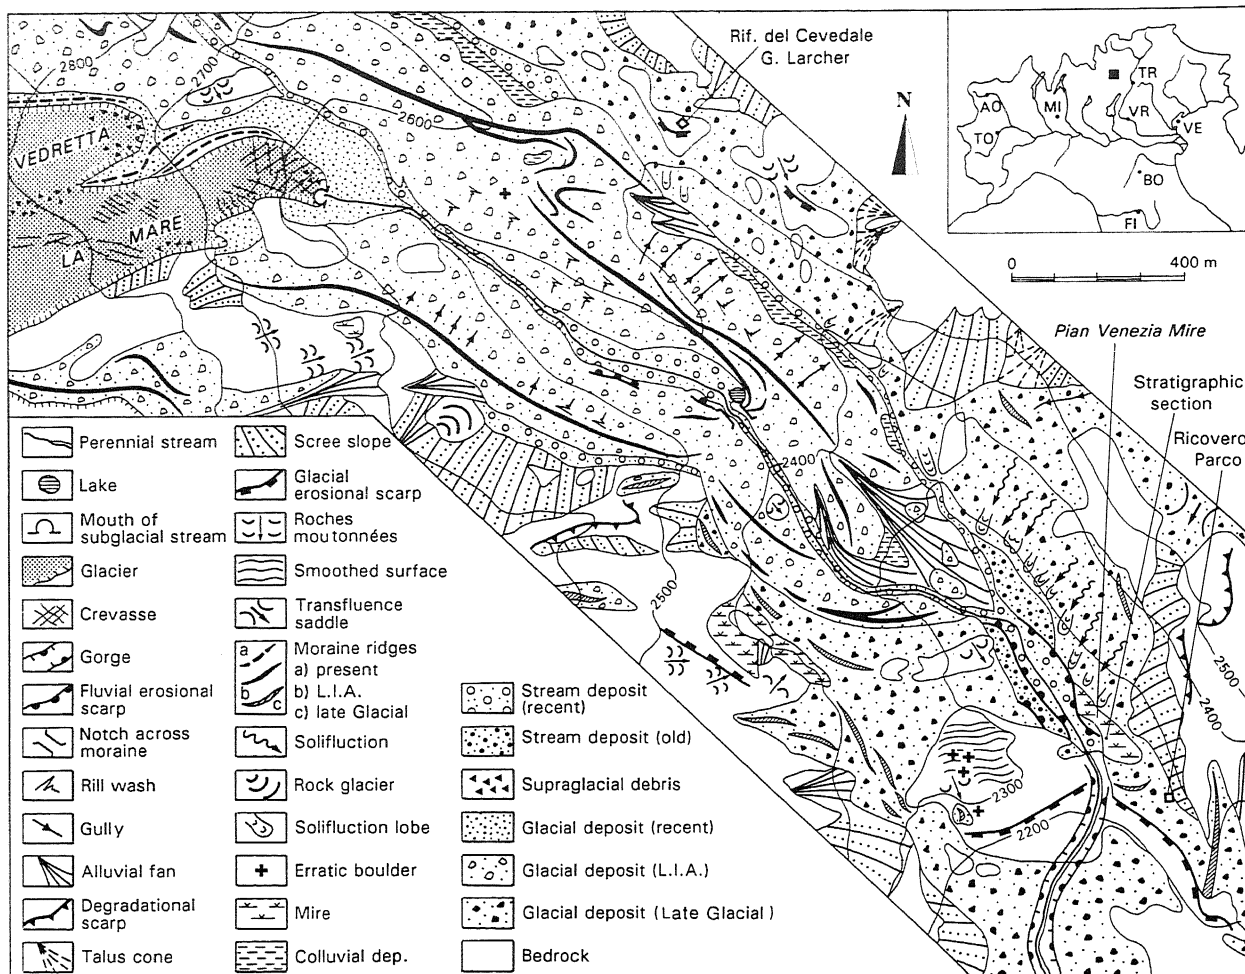 Rif. del Cevedale
G. Larcher
N
TR
AO
MI
VR
VE
TO
BO
FI
0 400 m
2800
2700
2600
VEDRETTA
LA MARE
Pian Venezia Mire
Stratigraphic
section
Ricovero
Parco
2400
2500
2500
2400
2300
2200
Perennial stream
Lake
Mouth of
subglacial stream
Glacier
Crevasse
Gorge
Fluvial erosional
scarp
Notch across
moraine
Rill wash
Gully
Alluvial fan
Degradational
scarp
Talus cone
Scree slope
Glacial
erosional scarp
Roches
moutonnées
Smoothed surface
Transfluence
saddle
a
b
c
Moraine ridges
a) present
b) L.I.A.
c) late Glacial
Solifluction
Rock glacier
Solifluction lobe
Erratic boulder
Mire
Colluvial dep.
Stream deposit
(recent)
Stream deposit (old)
Supraglacial debris
Glacial deposit (recent)
Glacial deposit (L.I.A.)
Glacial deposit (Late Glacial)
Bedrock